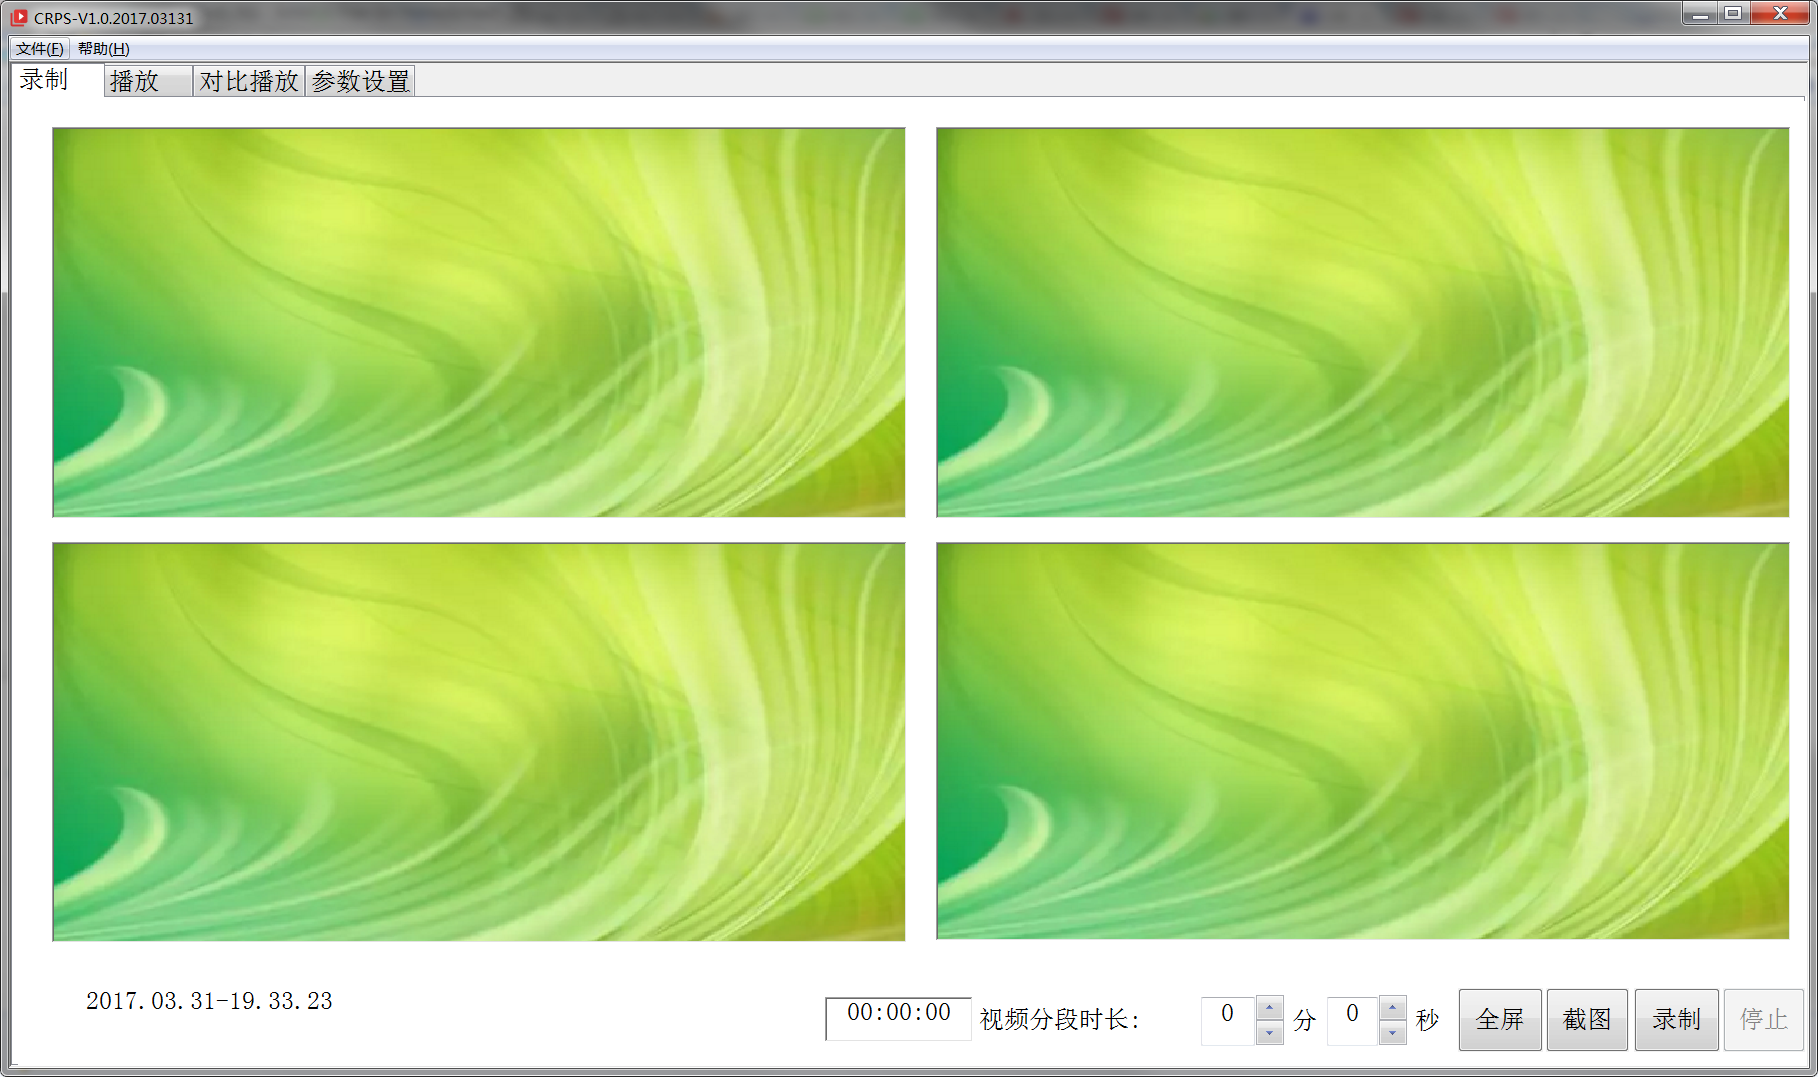 CRPS-V1.0.2017.03131
文件(F) 帮助(H)
录制 播放 对比播放 参数设置
2017.03.31-19.33.23
00:00:00 视频分段时长: 0 分 0 秒 全屏 截图 录制 停止